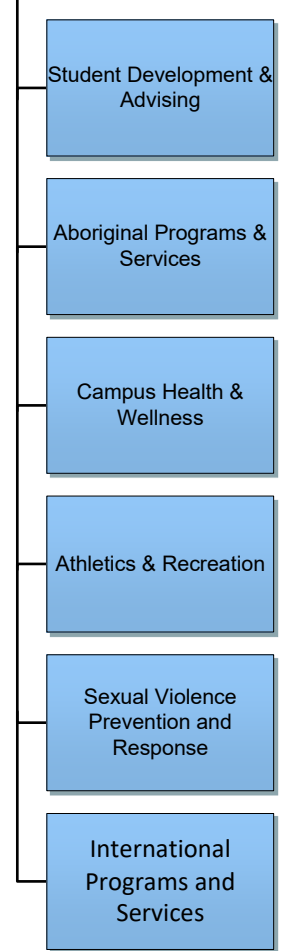 Student Development &
Advising
Aboriginal Programs &
Services
Campus Health &
Wellness
Athletics & Recreation
Sexual Violence
Prevention and
Response
International
Programs and
Services